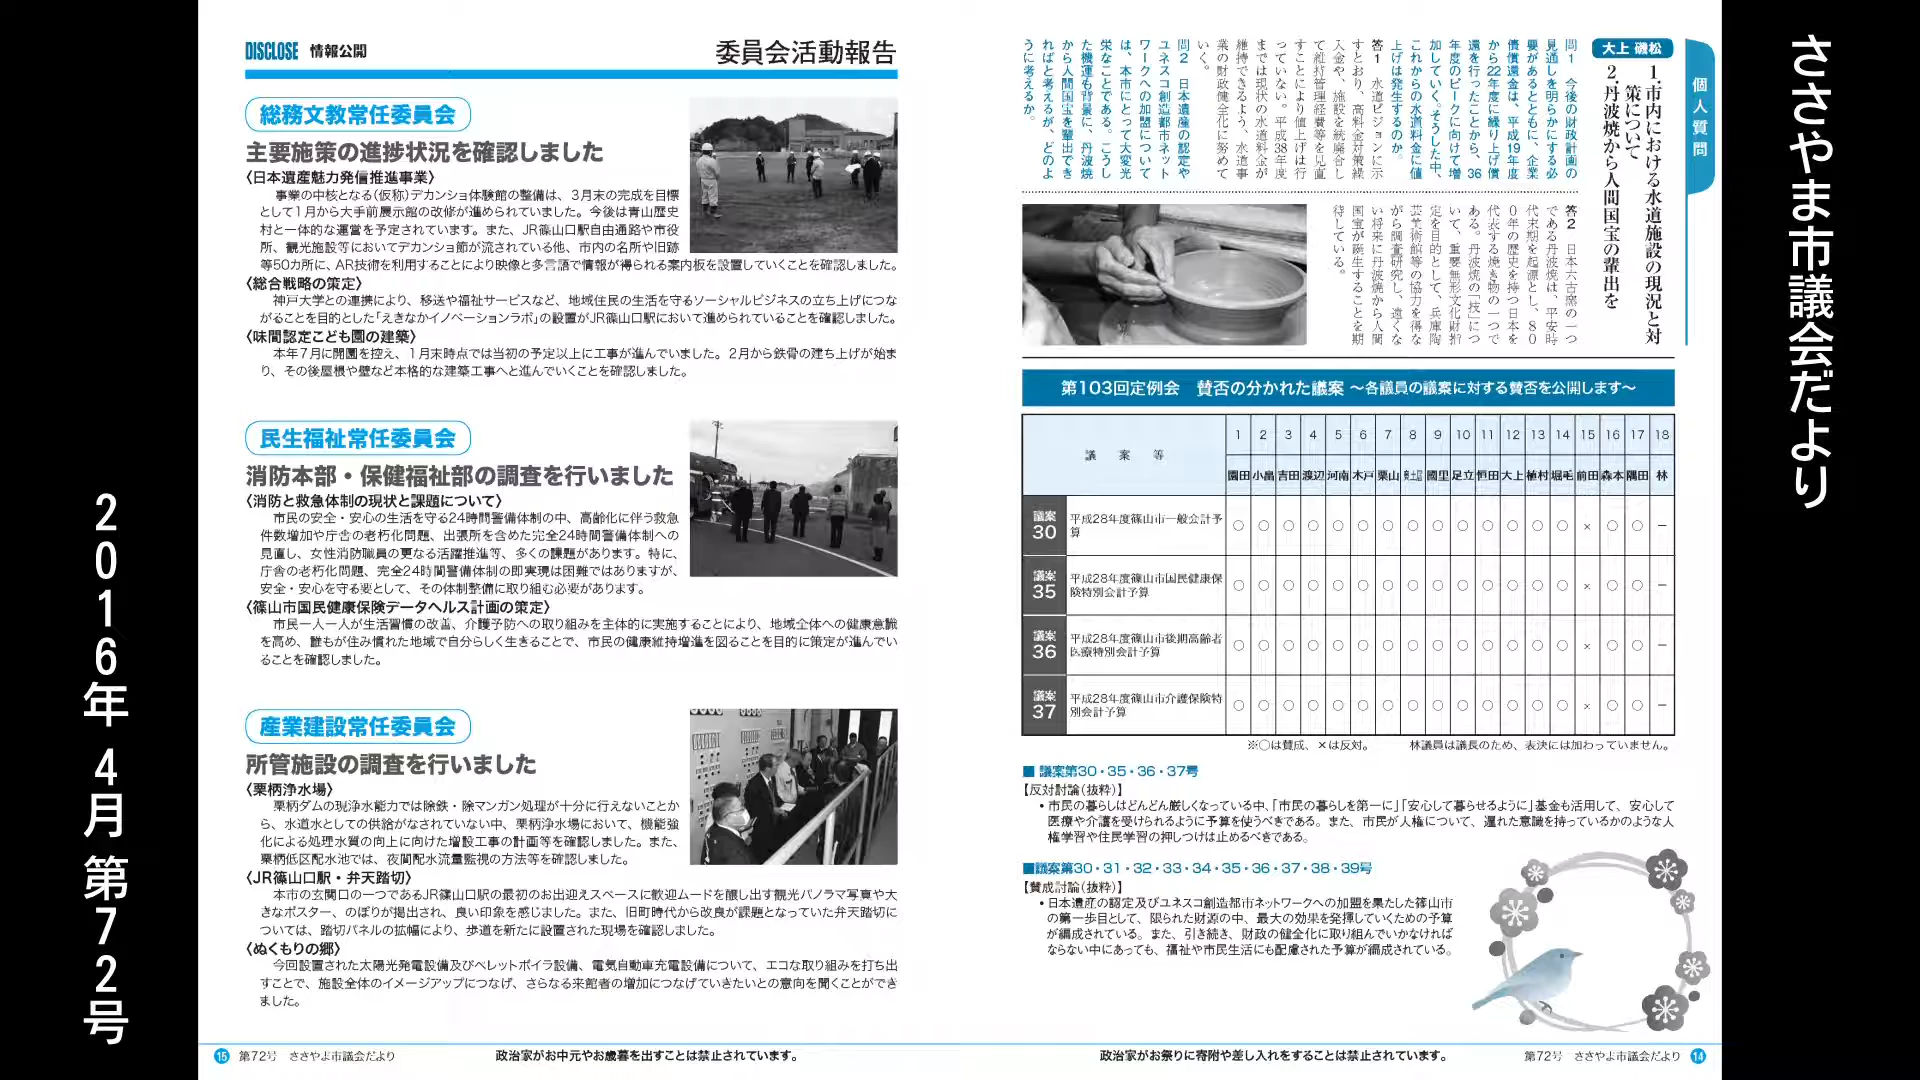 ささやま市議会だより
2016年 4月 第72号
個人質問
大上 磯松
1.市内における水道施設の現況と対
策について
2.丹波焼から人間国宝の輩出を
問1 今後の財政計画の
見通しを明らかにする必
要があるとともに、企業
債償還金は、平成19年度
から22年度に繰り上げ償
還を行ったことから、36
年度のピークに向けて増
加していく。そうした中、
これからの水道料金に値
上げは発生するのか。
答1 水道ビジョンに示
すとおり、高料金対策繰
入金や、施設を統廃合し
て維持管理経費等を見直
すことにより値上げは行
っていない。平成38年度
までは現状の水道料金が
維持できるよう、水道事
業の財政健全化に努めて
いく。
問2 日本遺産の認定や
ユネスコ創造都市ネット
ワークへの加盟について
は、本市にとって大変光
栄なことである。こうし
た機運も背景に、丹波焼
から人間国宝を輩出でき
ればと考えるが、どのよ
うに考えるか。
答2 日本六古窯の一つ
である丹波焼は、平安時
代末期を起源とし、80
0年の歴史を持つ日本を
代表する焼き物の一つで
ある。丹波焼の「技」につ
いて、重要無形文化財指
定を目的として、兵庫陶
芸美術館等の協力を得な
がら調査研究し、遠くな
い将来に丹波焼から人間
国宝が誕生することを期
待している。
第103回定例会 賛否の分かれた議案 〜各議員の議案に対する賛否を公開します〜
議案等 1 2 3 4 5 6 7 8 9 10 11 12 13 14 15 16 17 18
園田 小畠 吉田 渡辺 河南 木戸 栗山 國里 足立 恒田 大上 植村 堀毛 前田 森本 隅田 林
議案30 平成28年度篠山市一般会計予算 ○ ○ ○ ○ ○ ○ ○ ○ ○ ○ ○ ○ ○ ○ × ○ ○ －
議案35 平成28年度篠山市国民健康保険特別会計予算 ○ ○ ○ ○ ○ ○ ○ ○ ○ ○ ○ ○ ○ ○ × ○ ○ －
議案36 平成28年度篠山市後期高齢者医療特別会計予算 ○ ○ ○ ○ ○ ○ ○ ○ ○ ○ ○ ○ ○ ○ × ○ ○ －
議案37 平成28年度篠山市介護保険特別会計予算 ○ ○ ○ ○ ○ ○ ○ ○ ○ ○ ○ ○ ○ ○ × ○ ○ －
※○は賛成、×は反対。 林議員は議長のため、表決には加わっていません。
■ 議案第30・35・36・37号
【反対討論(抜粋)】
・市民の暮らしはどんどん厳しくなっている中、「市民の暮らしを第一に」「安心して暮らせるように」基金も活用して、安心して
医療や介護を受けられるように予算を使うべきである。また、市民が人権について、遅れた意識を持っているかのような人
権学習や住民学習の押しつけは止めるべきである。
■議案第30・31・32・33・34・35・36・37・38・39号
【賛成討論(抜粋)】
・日本遺産の認定及びユネスコ創造都市ネットワークへの加盟を果たした篠山市
の第一歩目として、限られた財源の中、最大の効果を発揮していくための予算
が編成されている。また、引き続き、財政の健全化に取り組んでいかなければ
ならない中にあっても、福祉や市民生活にも配慮された予算が編成されている。
政治家がお祭りに寄附や差し入れをすることは禁止されています。
第72号 ささやま市議会だより 14
DISCLOSE 情報公開
委員会活動報告
総務文教常任委員会
主要施策の進捗状況を確認しました
〈日本遺産魅力発信推進事業〉
事業の中核となる(仮称)デカンショ体験館の整備は、3月末の完成を目標
として1月から大手前展示館の改修が進められていました。今後は青山歴史
村と一体的な運営を予定されています。また、JR篠山口駅自由通路や市役
所、観光施設等においてデカンショ節が流されている他、市内の名所や旧跡
等50カ所に、AR技術を利用することにより映像と多言語で情報が得られる案内板を設置していくことを確認しました。
〈総合戦略の策定〉
神戸大学との連携により、移送や福祉サービスなど、地域住民の生活を守るソーシャルビジネスの立ち上げにつな
がることを目的とした「えきなかイノベーションラボ」の設置がJR篠山口駅において進められていることを確認しました。
〈味間認定こども園の建築〉
本年7月に開園を控え、1月末時点では当初の予定以上に工事が進んでいました。2月から鉄骨の建ち上げが始ま
り、その後屋根や壁など本格的な建築工事へと進んでいくことを確認しました。
民生福祉常任委員会
消防本部・保健福祉部の調査を行いました
〈消防と救急体制の現状と課題について〉
市民の安全・安心の生活を守る24時間警備体制の中、高齢化に伴う救急
件数増加や庁舎の老朽化問題、出張所を含めた完全24時間警備体制への
見直し、女性消防職員の更なる活躍推進等、多くの課題があります。特に、
庁舎の老朽化問題、完全24時間警備体制の即実現は困難ではありますが、
安全・安心を守る要として、その体制整備に取り組む必要があります。
〈篠山市国民健康保険データヘルス計画の策定〉
市民一人一人が生活習慣の改善、介護予防への取り組みを主体的に実施することにより、地域全体への健康意識
を高め、誰もが住み慣れた地域で自分らしく生きることで、市民の健康維持増進を図ることを目的に策定が進んでい
ることを確認しました。
産業建設常任委員会
所管施設の調査を行いました
〈栗柄浄水場〉
栗柄ダムの現浄水能力では除鉄・除マンガン処理が十分に行えないことか
ら、水道水としての供給がなされていない中、栗柄浄水場において、機能強
化による処理水質の向上に向けた増設工事の計画等を確認しました。また、
栗柄低区配水池では、夜間配水流量監視の方法等を確認しました。
〈JR篠山口駅・弁天踏切〉
本市の玄関口の一つであるJR篠山口駅の最初のお出迎えスペースに歓迎ムードを醸し出す観光パノラマ写真や大
きなポスター、のぼりが掲出され、良い印象を感じました。また、旧町時代から改良が課題となっていた弁天踏切に
ついては、踏切パネルの拡幅により、歩道を新たに設置された現場を確認しました。
〈ぬくもりの郷〉
今回設置された太陽光発電設備及びペレットボイラ設備、電気自動車充電設備について、エコな取り組みを打ち出
すことで、施設全体のイメージアップにつなげ、さらなる来館者の増加につなげていきたいとの意向を聞くことができ
ました。
15 第72号 ささやま市議会だより
政治家がお中元やお歳暮を出すことは禁止されています。